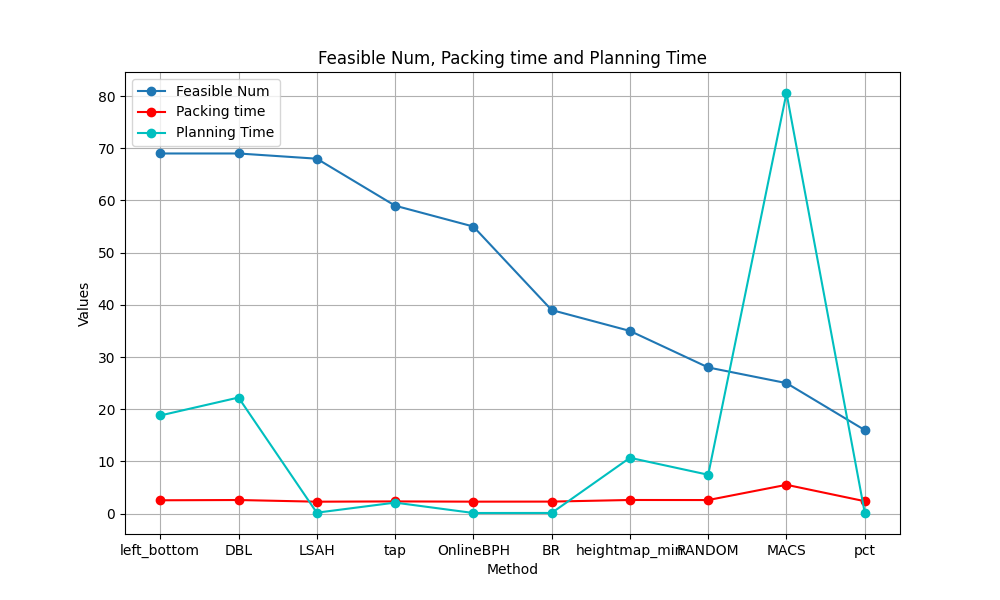 Feasible Num, Packing time and Planning Time
Feasible Num
Packing time
Planning Time
80
70
60
50
40
30
20
10
0
Values
left_bottom DBL LSAH tap OnlineBPH BR heightmap_min RANDOM MACS pct
Method